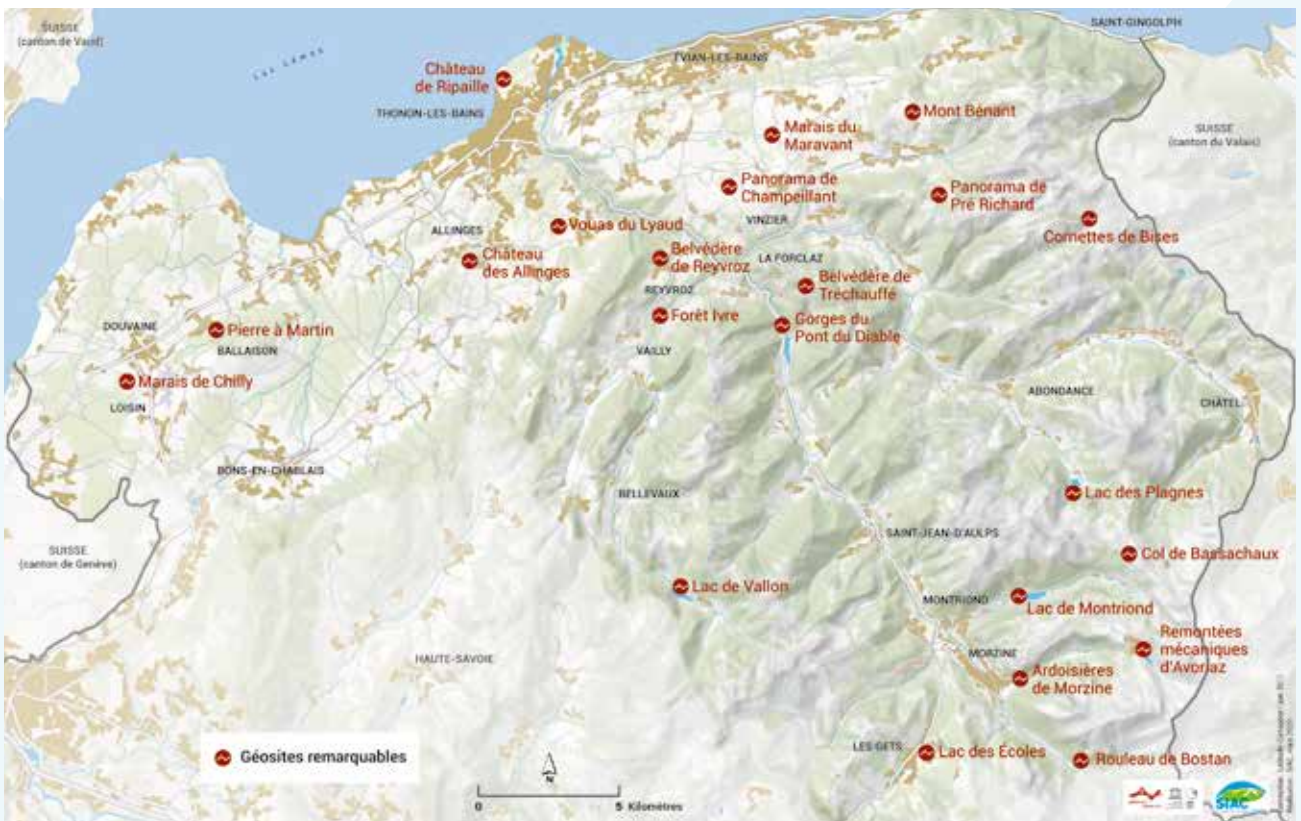 SUISSE
(canton de Vaud)
Lac Léman
SAINT-GINGOLPH
ÉVIAN-LES-BAINS
Château
de Ripaille
THONON-LES-BAINS
Mont Bénant
Marais du
Maravant
SUISSE
(canton du Valais)
Panorama de
Champeillant
Panorama de
Pré Richard
VINZIER
Cornettes de Bises
ALLINGES
Vouas du Lyaud
Château
des Allinges
Belvédère
de Reyvroz
LA FORCLAZ
REYVROZ
Belvédère de
Tréchauffé
Forêt Ivre
Gorges du
Pont du Diable
DOUVAINE
Pierre à Martin
BALLAISON
VAILLY
Marais de Chilly
LOISIN
ABONDANCE
CHÂTEL
BONS-EN-CHABLAIS
BELLEVAUX
Lac des Plagnes
SAINT-JEAN-D'AULPS
SUISSE
(canton de Genève)
Col de Bassachaux
Lac de Vallon
MONTRIOND
Lac de Montriond
HAUTE-SAVOIE
MORZINE
Remontées
mécaniques
d'Avoriaz
Ardoisières
de Morzine
LES GETS
Lac des Écoles
Rouleau de Bostan
Géosites remarquables
N
0
5 Kilomètres
SIAC